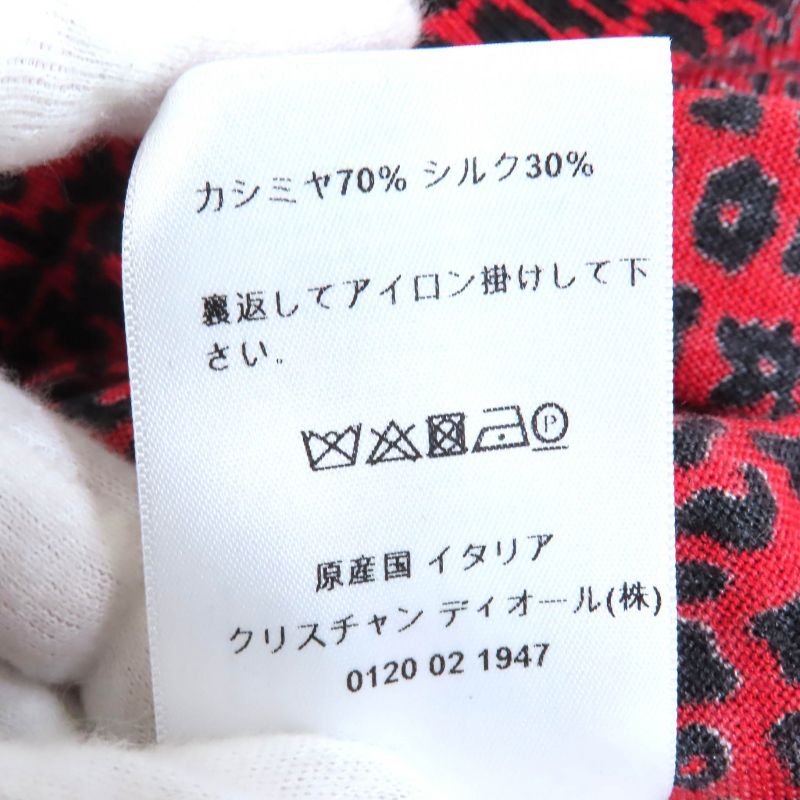 カシミヤ70% シルク30%
裏返してアイロン掛けして下
さい。
P
原産国 イタリア
クリスチャン ディオール(株)
0120 02 1947